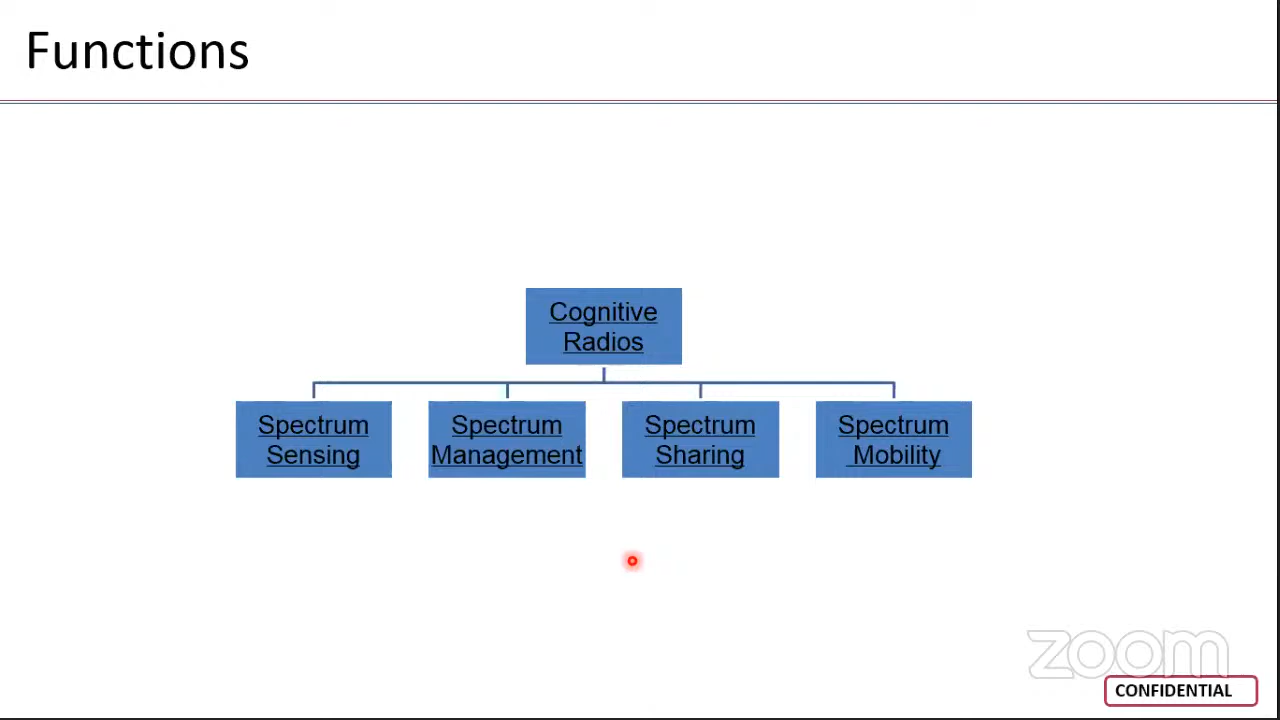 Functions
Cognitive
Radios
Spectrum
Sensing
Spectrum
Management
Spectrum
Sharing
Spectrum
Mobility
zoom
CONFIDENTIAL